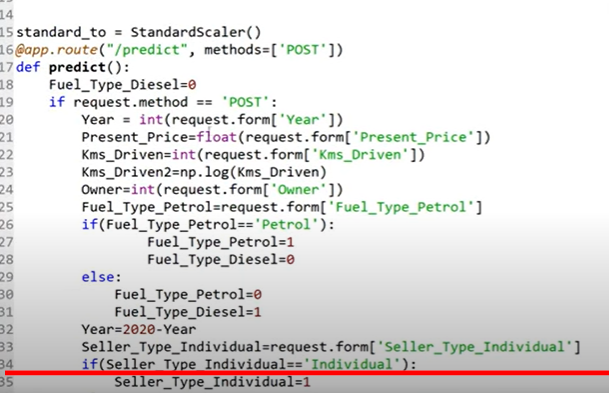 14
15 standard_to = StandardScaler()
16 @app.route("/predict", methods=['POST'])
17 def predict():
18     Fuel_Type_Diesel=0
19     if request.method == 'POST':
20         Year = int(request.form['Year'])
21         Present_Price=float(request.form['Present_Price'])
22         Kms_Driven=int(request.form['Kms_Driven'])
23         Kms_Driven2=np.log(Kms_Driven)
24         Owner=int(request.form['Owner'])
25         Fuel_Type_Petrol=request.form['Fuel_Type_Petrol']
26         if(Fuel_Type_Petrol=='Petrol'):
27                 Fuel_Type_Petrol=1
28                 Fuel_Type_Diesel=0
29         else:
30             Fuel_Type_Petrol=0
31             Fuel_Type_Diesel=1
32         Year=2020-Year
33         Seller_Type_Individual=request.form['Seller_Type_Individual']
34         if(Seller_Type_Individual=='Individual'):
35             Seller_Type_Individual=1